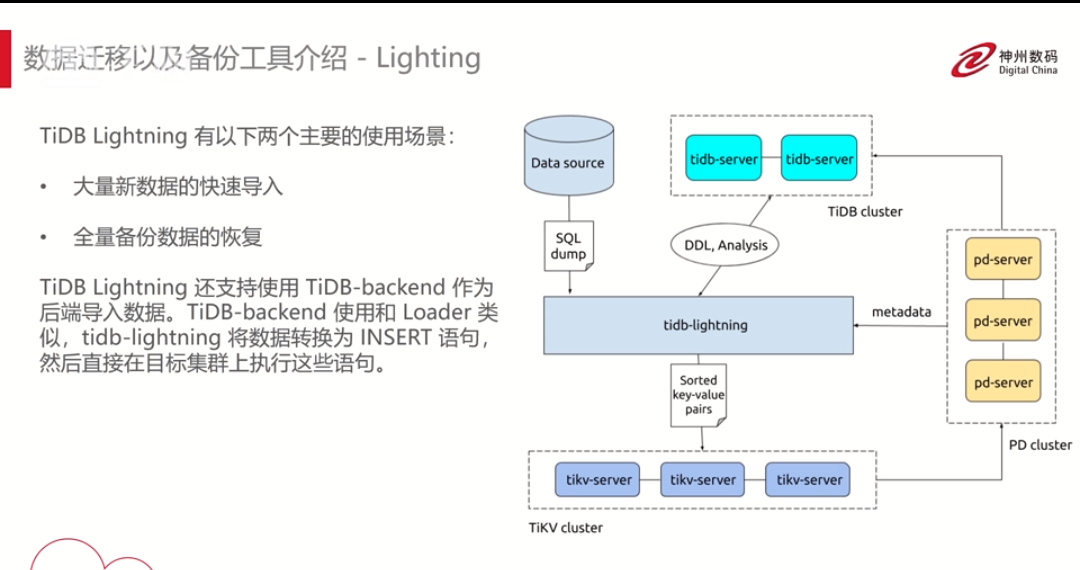 数据迁移以及备份工具介绍 - Lighting
神州数码
Digital China
TiDB Lightning 有以下两个主要的使用场景：
• 大量新数据的快速导入
• 全量备份数据的恢复
TiDB Lightning 还支持使用 TiDB-backend 作为
后端导入数据。TiDB-backend 使用和 Loader 类
似，tidb-lightning 将数据转换为 INSERT 语句，
然后直接在目标集群上执行这些语句。
Data source
SQL
dump
tidb-server
tidb-server
TiDB cluster
DDL, Analysis
tidb-lightning
metadata
pd-server
pd-server
pd-server
PD cluster
Sorted
key-value
pairs
tikv-server
tikv-server
tikv-server
TiKV cluster